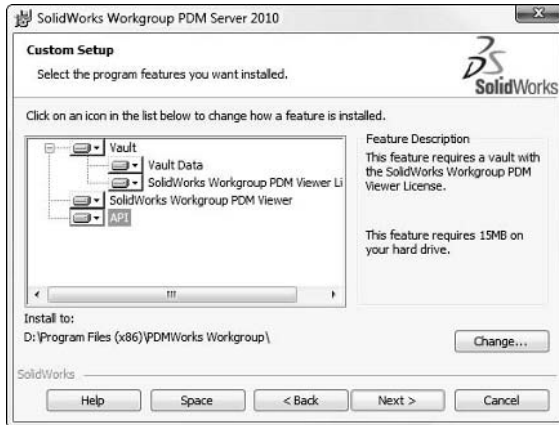 SolidWorks Workgroup PDM Server 2010
Custom Setup
Select the program features you want installed.
SolidWorks
Click on an icon in the list below to change how a feature is installed.
Vault
Vault Data
SolidWorks Workgroup PDM Viewer Li
SolidWorks Workgroup PDM Viewer
API
Feature Description
This feature requires a vault with
the SolidWorks Workgroup PDM
Viewer License.
This feature requires 15MB on
your hard drive.
Install to:
D:\Program Files (x86)\PDMWorks Workgroup\
Change...
SolidWorks
Help Space < Back Next > Cancel